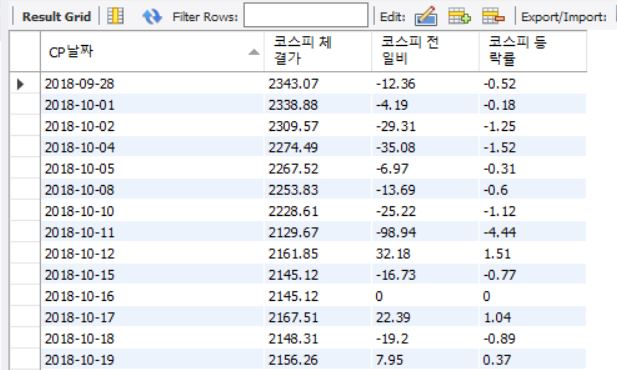 Result Grid Filter Rows: Edit: Export/Import:
CP날짜 코스피 체결가 코스피 전일비 코스피 등락률
2018-09-28 2343.07 -12.36 -0.52
2018-10-01 2338.88 -4.19 -0.18
2018-10-02 2309.57 -29.31 -1.25
2018-10-04 2274.49 -35.08 -1.52
2018-10-05 2267.52 -6.97 -0.31
2018-10-08 2253.83 -13.69 -0.6
2018-10-10 2228.61 -25.22 -1.12
2018-10-11 2129.67 -98.94 -4.44
2018-10-12 2161.85 32.18 1.51
2018-10-15 2145.12 -16.73 -0.77
2018-10-16 2145.12 0 0
2018-10-17 2167.51 22.39 1.04
2018-10-18 2148.31 -19.2 -0.89
2018-10-19 2156.26 7.95 0.37